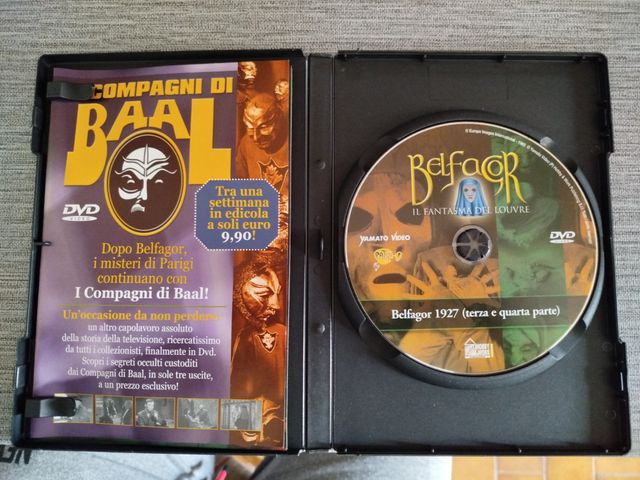 COMPAGNI DI
BAAL
DVD
VIDEO
Tra una
settimana
in edicola
a soli euro
9,90!
Dopo Belfagor,
i misteri di Parigi
continuano con
I Compagni di Baal!
Un'occasione da non perdere:
un altro capolavoro assoluto
della storia della televisione, ricercatissimo
da tutti i collezionisti, finalmente in Dvd.
Scopri i segreti occulti custoditi
dai Compagni di Baal, in sole tre uscite,
a un prezzo esclusivo!
BELFAGOR
IL FANTASMA DEL LOUVRE
YAMATO VIDEO
DVD
VIDEO
Belfagor 1927 (terza e quarta parte)